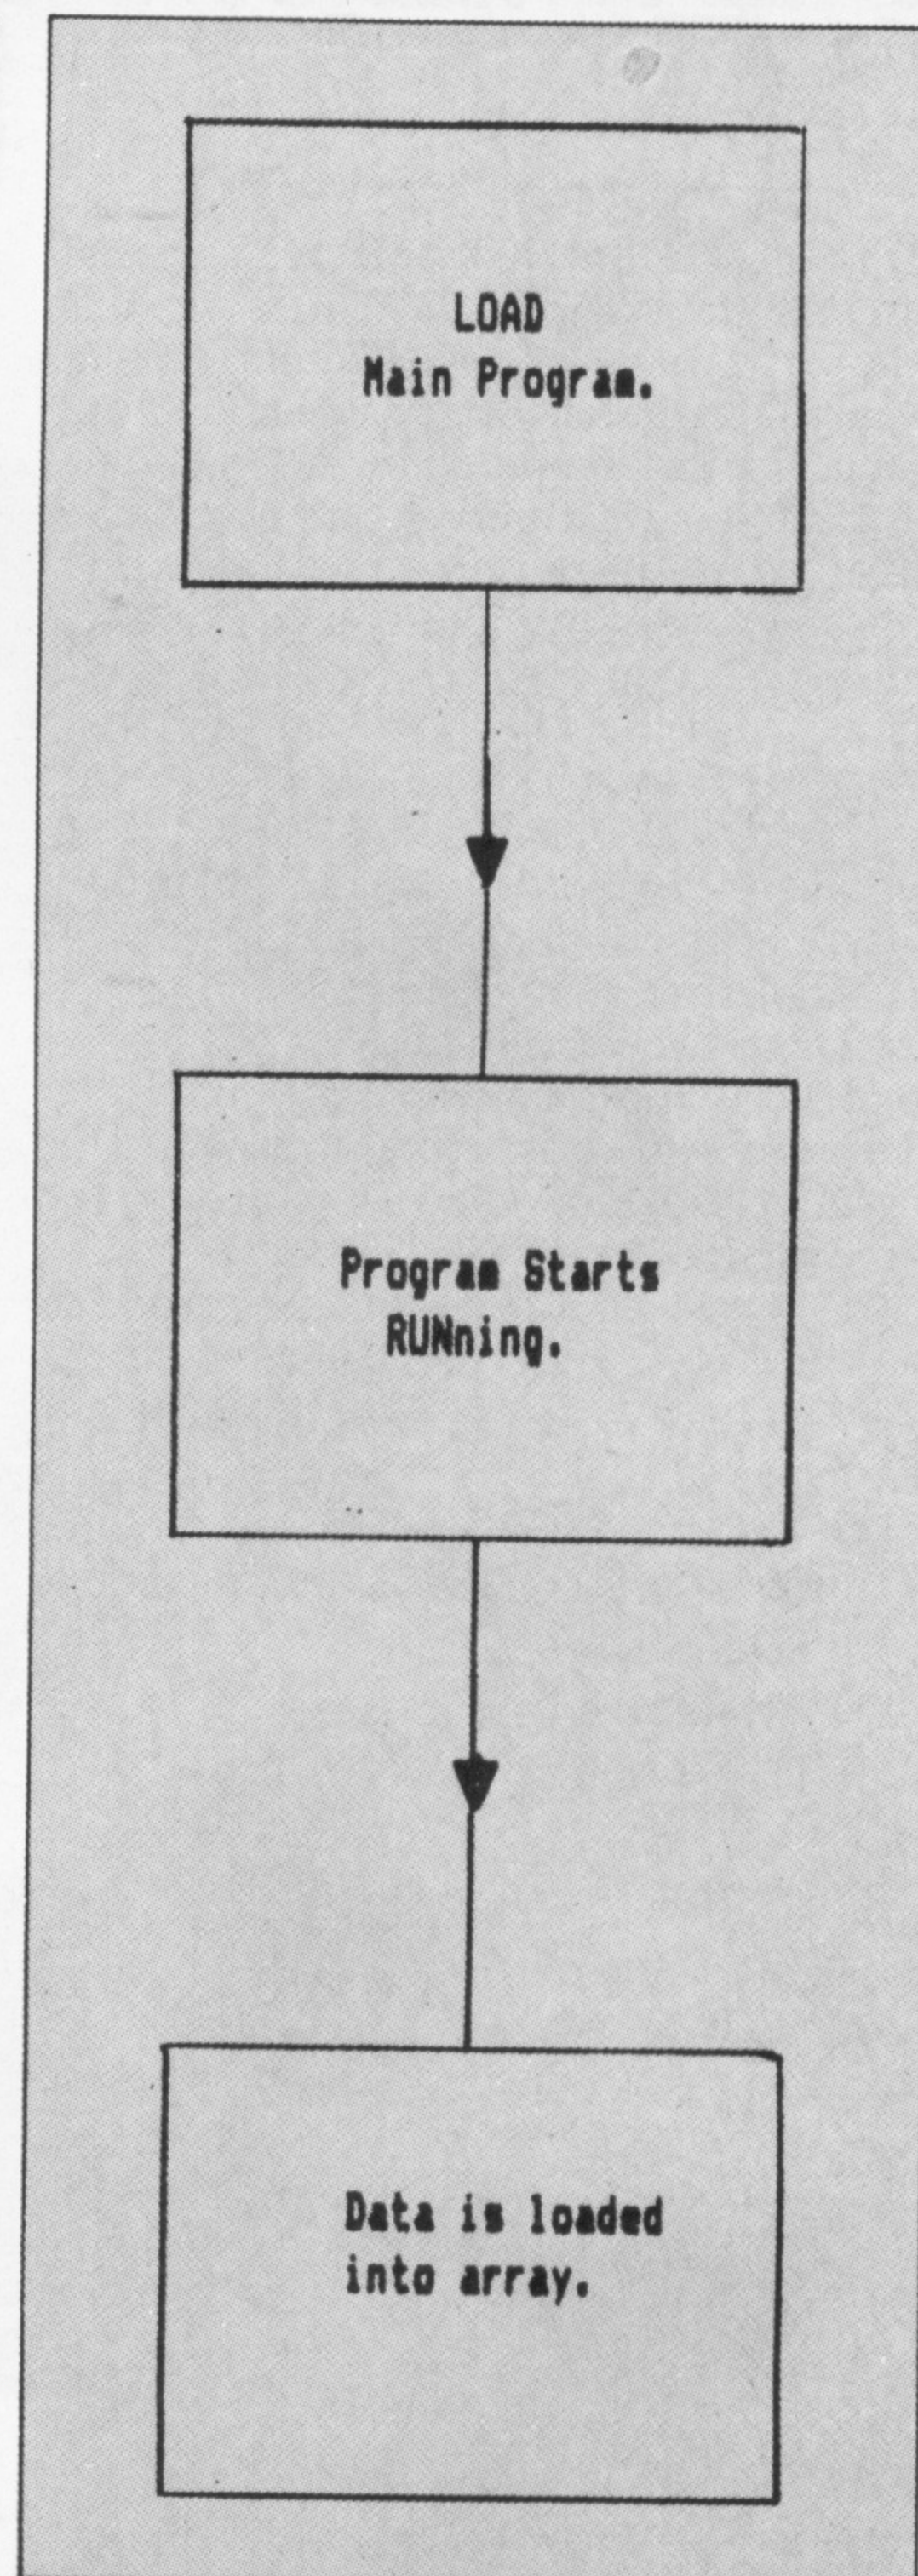 LOAD
Main Program.
Program Starts
RUNning.
Data is loaded
into array.